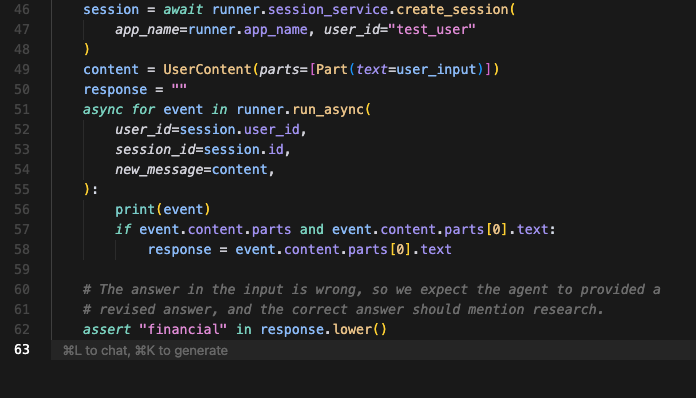 46 session = await runner.session_service.create_session(
47 app_name=runner.app_name, user_id="test_user"
48 )
49 content = UserContent(parts=[Part(text=user_input)])
50 response = ""
51 async for event in runner.run_async(
52 user_id=session.user_id,
53 session_id=session.id,
54 new_message=content,
55 ):
56 print(event)
57 if event.content.parts and event.content.parts[0].text:
58 response = event.content.parts[0].text
59
60 # The answer in the input is wrong, so we expect the agent to provided a
61 # revised answer, and the correct answer should mention research.
62 assert "financial" in response.lower()
63 ⌘L to chat, ⌘K to generate